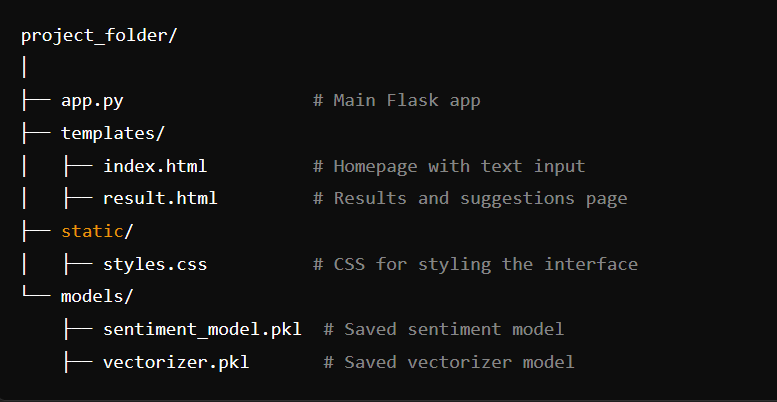 project_folder/
│
├── app.py                  # Main Flask app
├── templates/
│   ├── index.html          # Homepage with text input
│   ├── result.html         # Results and suggestions page
├── static/
│   ├── styles.css          # CSS for styling the interface
└── models/
    ├── sentiment_model.pkl  # Saved sentiment model
    ├── vectorizer.pkl       # Saved vectorizer model